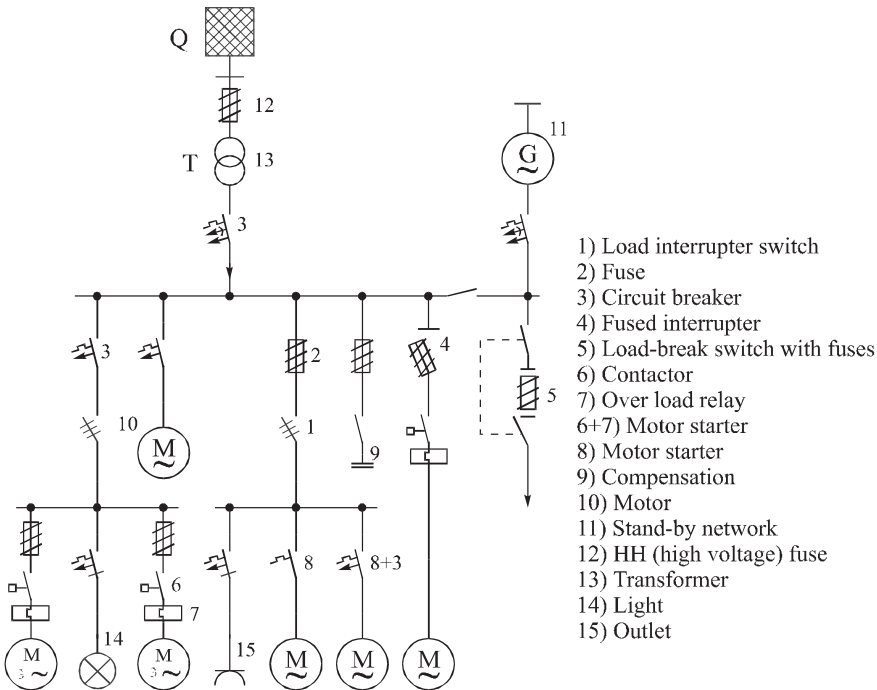 Q
12
11
G
~
T
13
3
1) Load interrupter switch
2) Fuse
3) Circuit breaker
4) Fused interrupter
5) Load-break switch with fuses
6) Contactor
7) Over load relay
6+7) Motor starter
8) Motor starter
9) Compensation
10) Motor
11) Stand-by network
12) HH (high voltage) fuse
13) Transformer
14) Light
15) Outlet
3
2
4
5
10
M
~
1
9
8
8+3
6
7
14
15
M
3 ~
M
3 ~
M
~
M
~
M
~